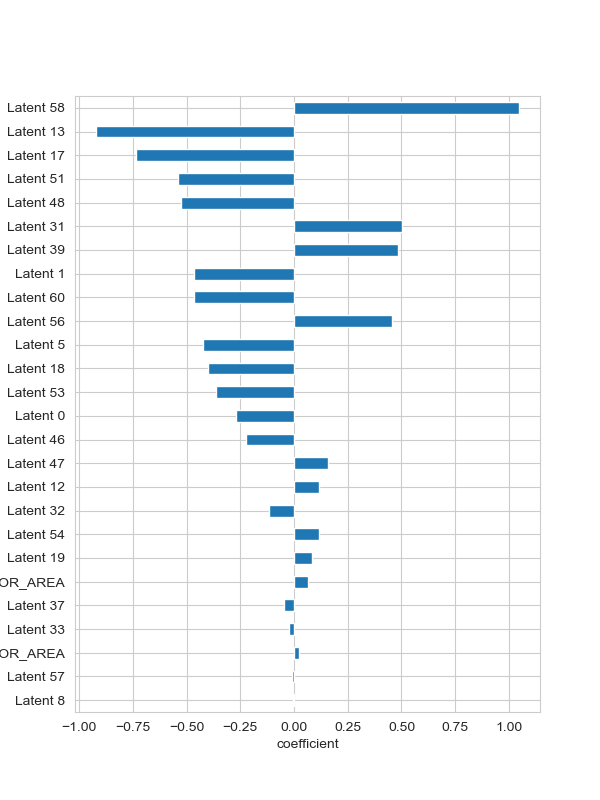 Latent 58
Latent 13
Latent 17
Latent 51
Latent 48
Latent 31
Latent 39
Latent 1
Latent 60
Latent 56
Latent 5
Latent 18
Latent 53
Latent 0
Latent 46
Latent 47
Latent 12
Latent 32
Latent 54
Latent 19
OR_AREA
Latent 37
Latent 33
OR_AREA
Latent 57
Latent 8
−1.00 −0.75 −0.50 −0.25 0.00 0.25 0.50 0.75 1.00
coefficient